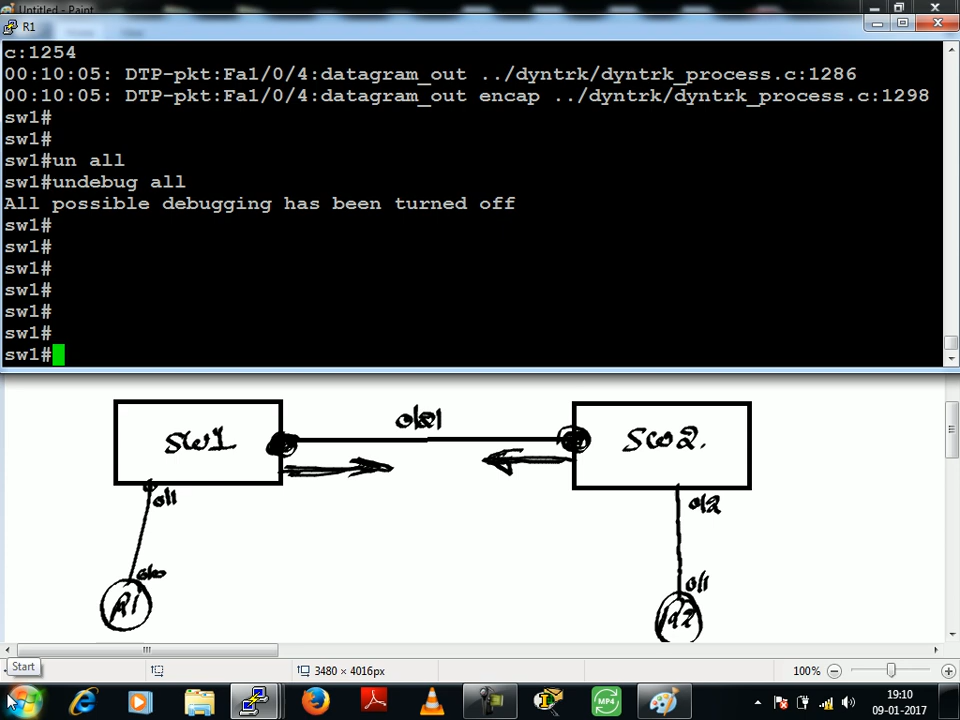 Untitled - Paint
R1
c:1254
00:10:05: DTP-pkt:Fa1/0/4:datagram_out ../dyntrk/dyntrk_process.c:1286
00:10:05: DTP-pkt:Fa1/0/4:datagram_out encap ../dyntrk/dyntrk_process.c:1298
sw1#
sw1#
sw1#un all
sw1#undebug all
All possible debugging has been turned off
sw1#
sw1#
sw1#
sw1#
sw1#
sw1#
sw1#
SW1
0/21
SW2.
0/1
0/2
0/0
0/1
R1
R2
Start
3480 × 4016px
100%
MP4
19:10
09-01-2017